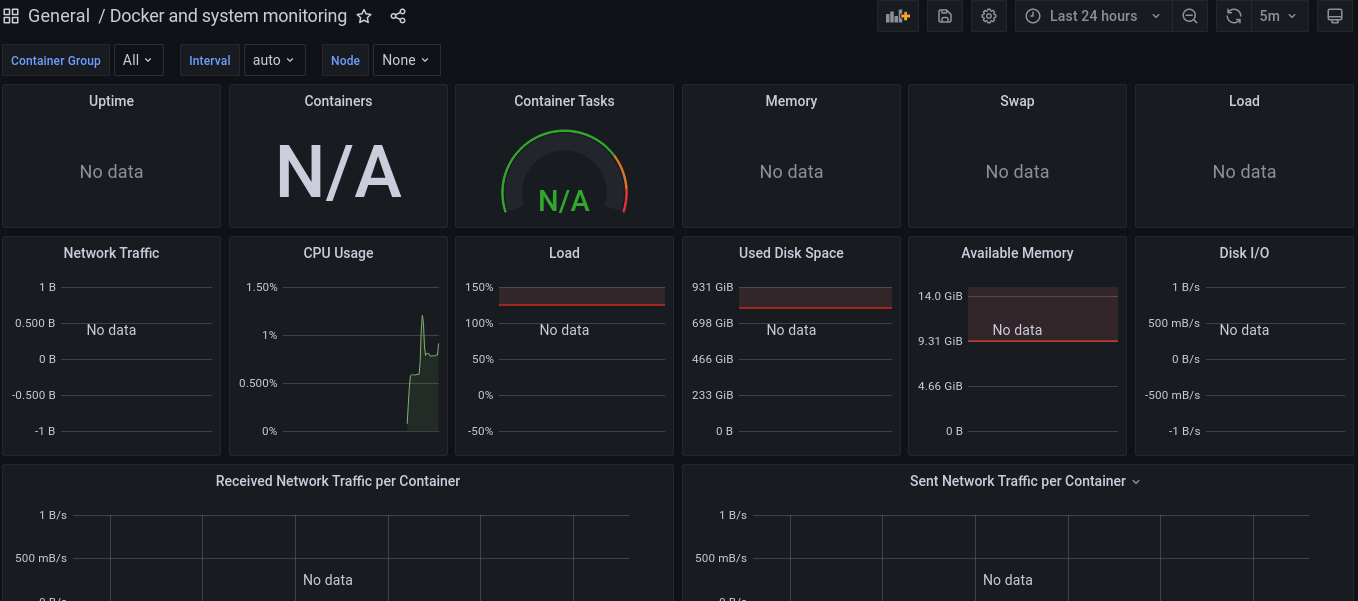 General / Docker and system monitoring
Last 24 hours
5m
Container Group All Interval auto Node None
Uptime
No data
Containers
N/A
Container Tasks
N/A
Memory
No data
Swap
No data
Load
No data
Network Traffic
1 B
0.500 B
0 B
-0.500 B
-1 B
No data
CPU Usage
1.50%
1%
0.500%
0%
Load
150%
100%
50%
0%
-50%
No data
Used Disk Space
931 GiB
698 GiB
466 GiB
233 GiB
0 B
No data
Available Memory
14.0 GiB
9.31 GiB
4.66 GiB
0 B
No data
Disk I/O
1 B/s
500 mB/s
0 B/s
-500 mB/s
-1 B/s
No data
Received Network Traffic per Container
1 B/s
500 mB/s
0 B/s
No data
Sent Network Traffic per Container
1 B/s
500 mB/s
0 B/s
No data